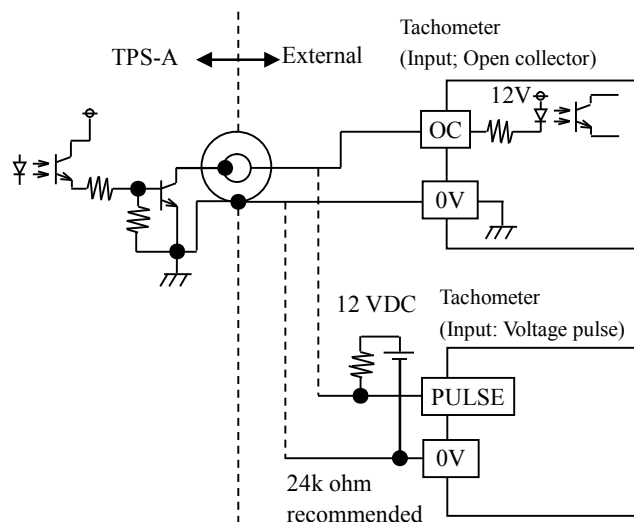 Tachometer
(Input; Open collector)
TPS-A
External
12V
OC
0V
Tachometer
(Input: Voltage pulse)
12 VDC
PULSE
0V
24k ohm
recommended